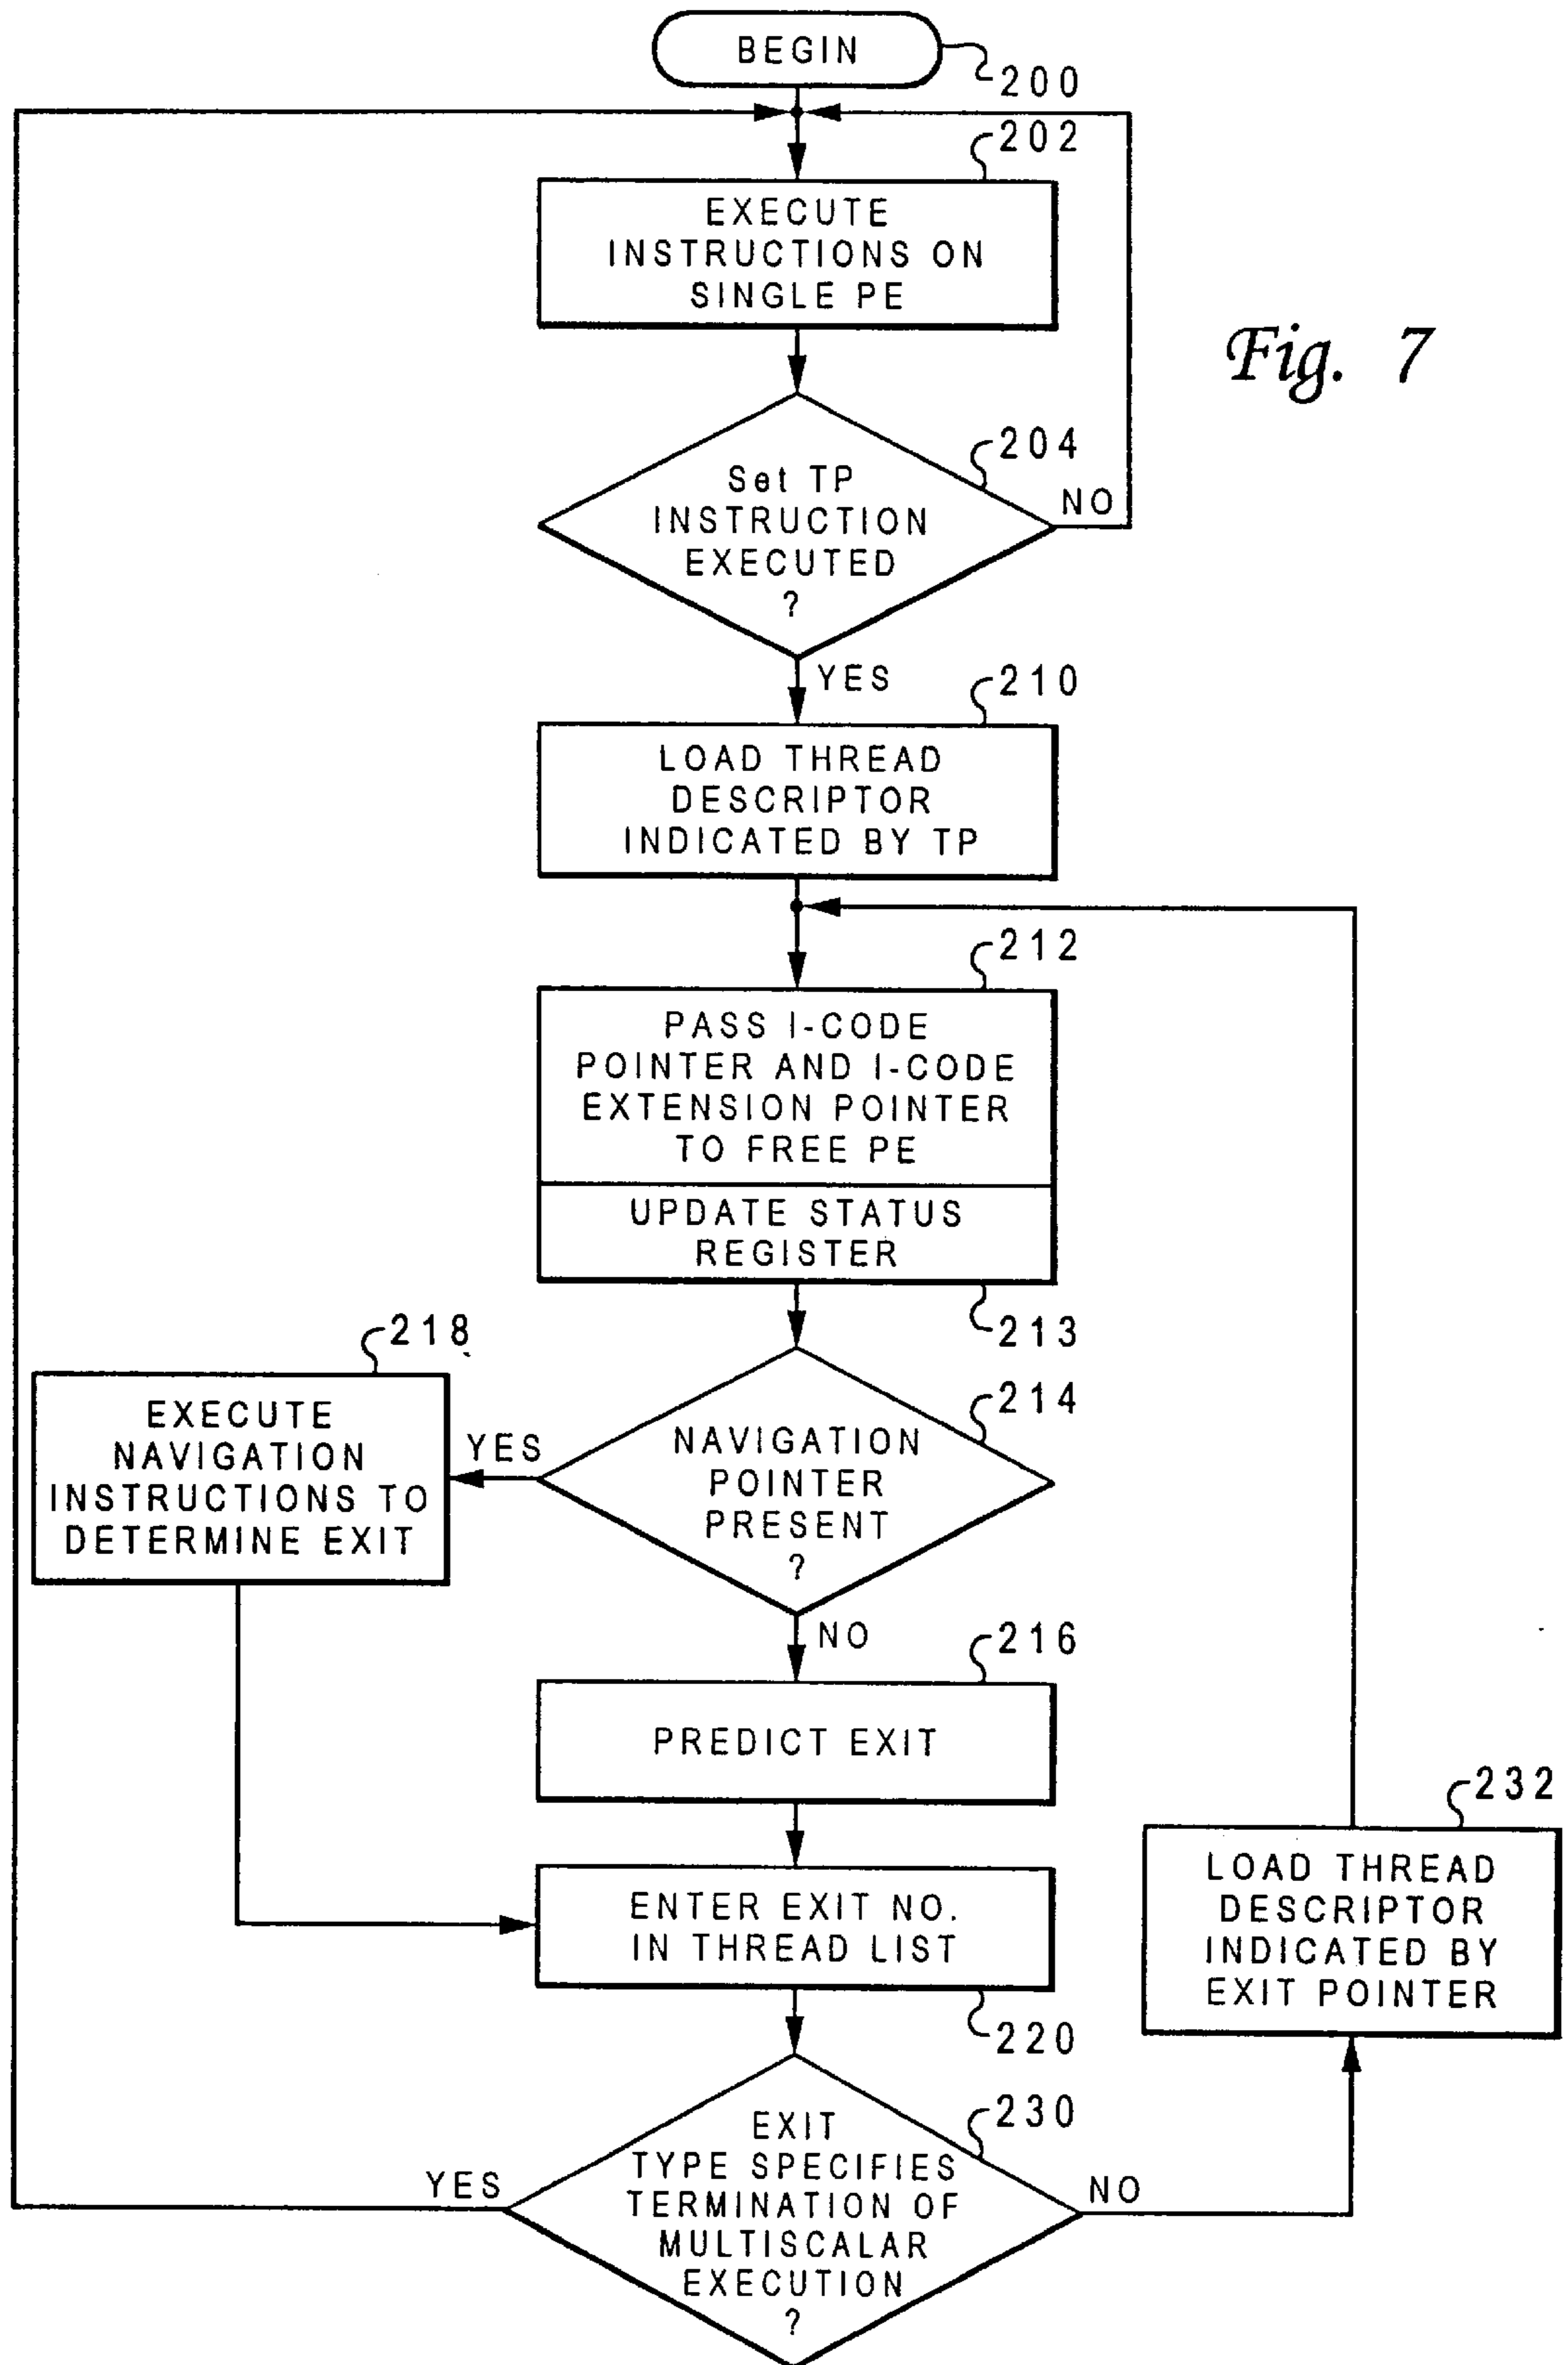 BEGIN
200
202
EXECUTE
INSTRUCTIONS ON
SINGLE PE
Fig. 7
204
Set TP
INSTRUCTION
EXECUTED
?
NO
YES
210
LOAD THREAD
DESCRIPTOR
INDICATED BY TP
212
PASS I-CODE
POINTER AND I-CODE
EXTENSION POINTER
TO FREE PE
UPDATE STATUS
REGISTER
213
218
EXECUTE
NAVIGATION
INSTRUCTIONS TO
DETERMINE EXIT
YES
214
NAVIGATION
POINTER
PRESENT
?
NO
216
PREDICT EXIT
232
LOAD THREAD
DESCRIPTOR
INDICATED BY
EXIT POINTER
ENTER EXIT NO.
IN THREAD LIST
220
230
EXIT
TYPE SPECIFIES
TERMINATION OF
MULTISCALAR
EXECUTION
?
YES
NO